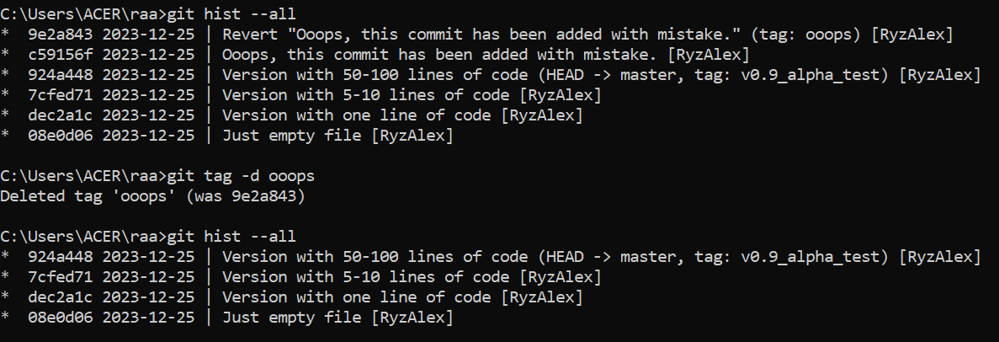 C:\Users\ACER\raa>git hist --all
*  9e2a843 2023-12-25 | Revert "Ooops, this commit has been added with mistake." (tag: ooops) [RyzAlex]
*  c59156f 2023-12-25 | Ooops, this commit has been added with mistake. [RyzAlex]
*  924a448 2023-12-25 | Version with 50-100 lines of code (HEAD -> master, tag: v0.9_alpha_test) [RyzAlex]
*  7cfed71 2023-12-25 | Version with 5-10 lines of code [RyzAlex]
*  dec2a1c 2023-12-25 | Version with one line of code [RyzAlex]
*  08e0d06 2023-12-25 | Just empty file [RyzAlex]
C:\Users\ACER\raa>git tag -d ooops
Deleted tag 'ooops' (was 9e2a843)
C:\Users\ACER\raa>git hist --all
*  924a448 2023-12-25 | Version with 50-100 lines of code (HEAD -> master, tag: v0.9_alpha_test) [RyzAlex]
*  7cfed71 2023-12-25 | Version with 5-10 lines of code [RyzAlex]
*  dec2a1c 2023-12-25 | Version with one line of code [RyzAlex]
*  08e0d06 2023-12-25 | Just empty file [RyzAlex]